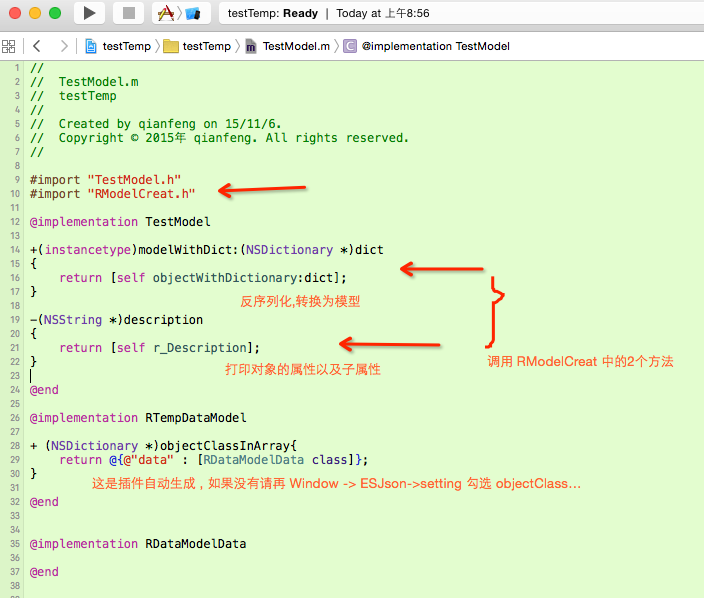 testTemp: Ready | Today at 上午8:56
testTemp testTemp TestModel.m @implementation TestModel
1 //
2 // TestModel.m
3 // testTemp
4 //
5 // Created by qianfeng on 15/11/6.
6 // Copyright © 2015年 qianfeng. All rights reserved.
7 //
8
9 #import "TestModel.h"
10 #import "RModelCreat.h"
11
12 @implementation TestModel
13
14 +(instancetype)modelWithDict:(NSDictionary *)dict
15 {
16 return [self objectWithDictionary:dict];
17 }
反序列化,转换为模型
18
19 -(NSString *)description
20 {
21 return [self r_Description];
22 }
打印对象的属性以及子属性
调用 RModelCreat 中的2个方法
23
24 @end
25
26 @implementation RTempDataModel
27
28 + (NSDictionary *)objectClassInArray{
29 return @{@"data" : [RDataModelData class]};
30 }
31
这是插件自动生成，如果没有请再 Window -> ESJson->setting 勾选 objectClass…
32 @end
33
34
35 @implementation RDataModelData
36
37 @end
38